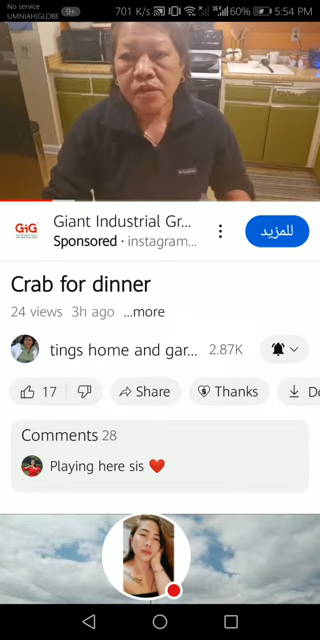 No service
UMNIAH|GLOBE
9+
701 K/s
60%
5:54 PM
GiG
Giant Industrial Gr...
Sponsored · instagram...
للمزيد
Crab for dinner
24 views 3h ago ...more
tings home and gar... 2.87K
17 Share Thanks Do
Comments 28
Playing here sis ❤️